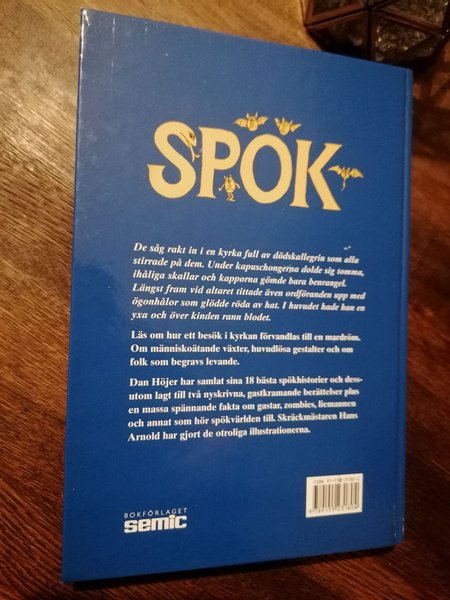 SPÖK
De såg rakt in i en kyrka full av dödskallegrin som alla
stirrade på dem. Under kapuschongerna dolde sig tomma,
ihåliga skallar och kapporna gömde bara benrangel.
Längst fram vid altaret tittade även ordföranden upp med
ögonhålor som glödde röda av hat. I huvudet hade han en
yxa och över kinden rann blodet.
Läs om hur ett besök i kyrkan förvandlas till en mardröm.
Om människoätande växter, huvudlösa gestalter och om
folk som begravs levande.
Dan Höjer har samlat sina 18 bästa spökhistorier och dess-
utom lagt till två nyskrivna, gastkramande berättelser plus
en massa spännande fakta om gastar, zombies, liemannen
och annat som hör spökvärlden till. Skräckmästaren Hans
Arnold har gjort de otroliga illustrationerna.
BOKFÖRLAGET
semic
ISBN